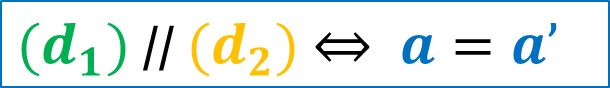 (d₁) // (d₂) ⇔ a = a’